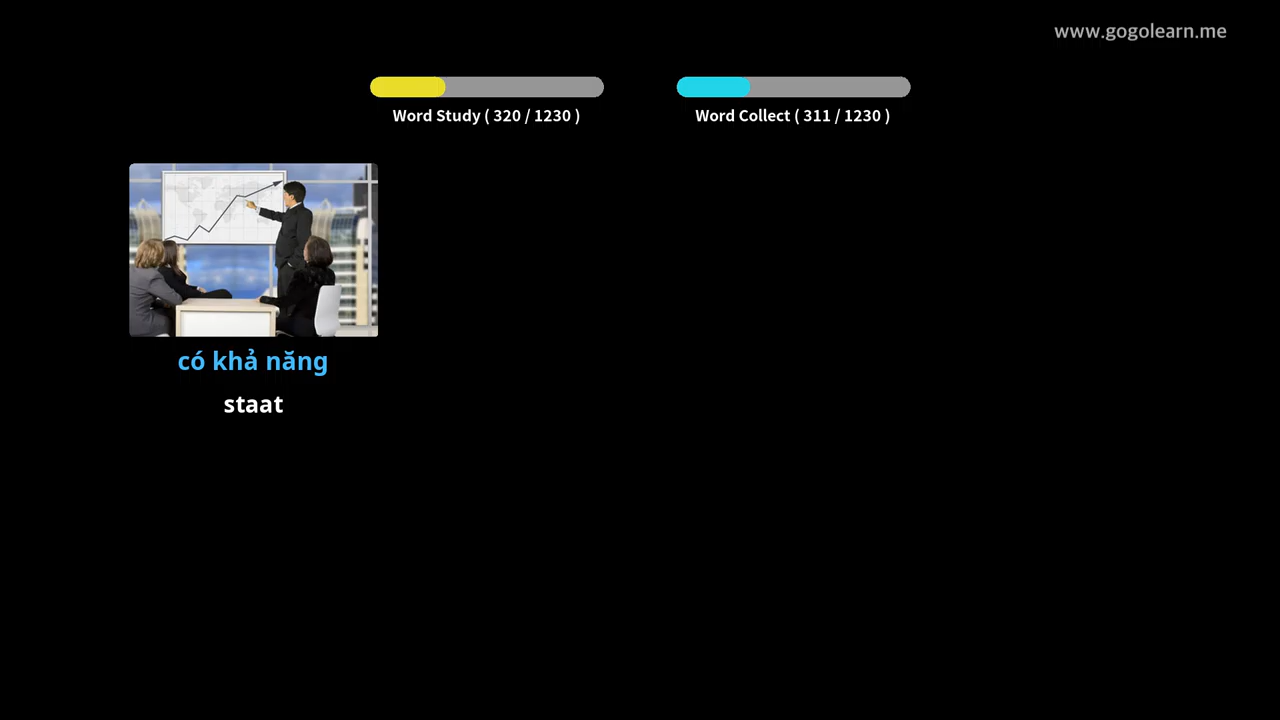 www.gogolearn.me
Word Study ( 320 / 1230 )
Word Collect ( 311 / 1230 )
có khả năng
staat